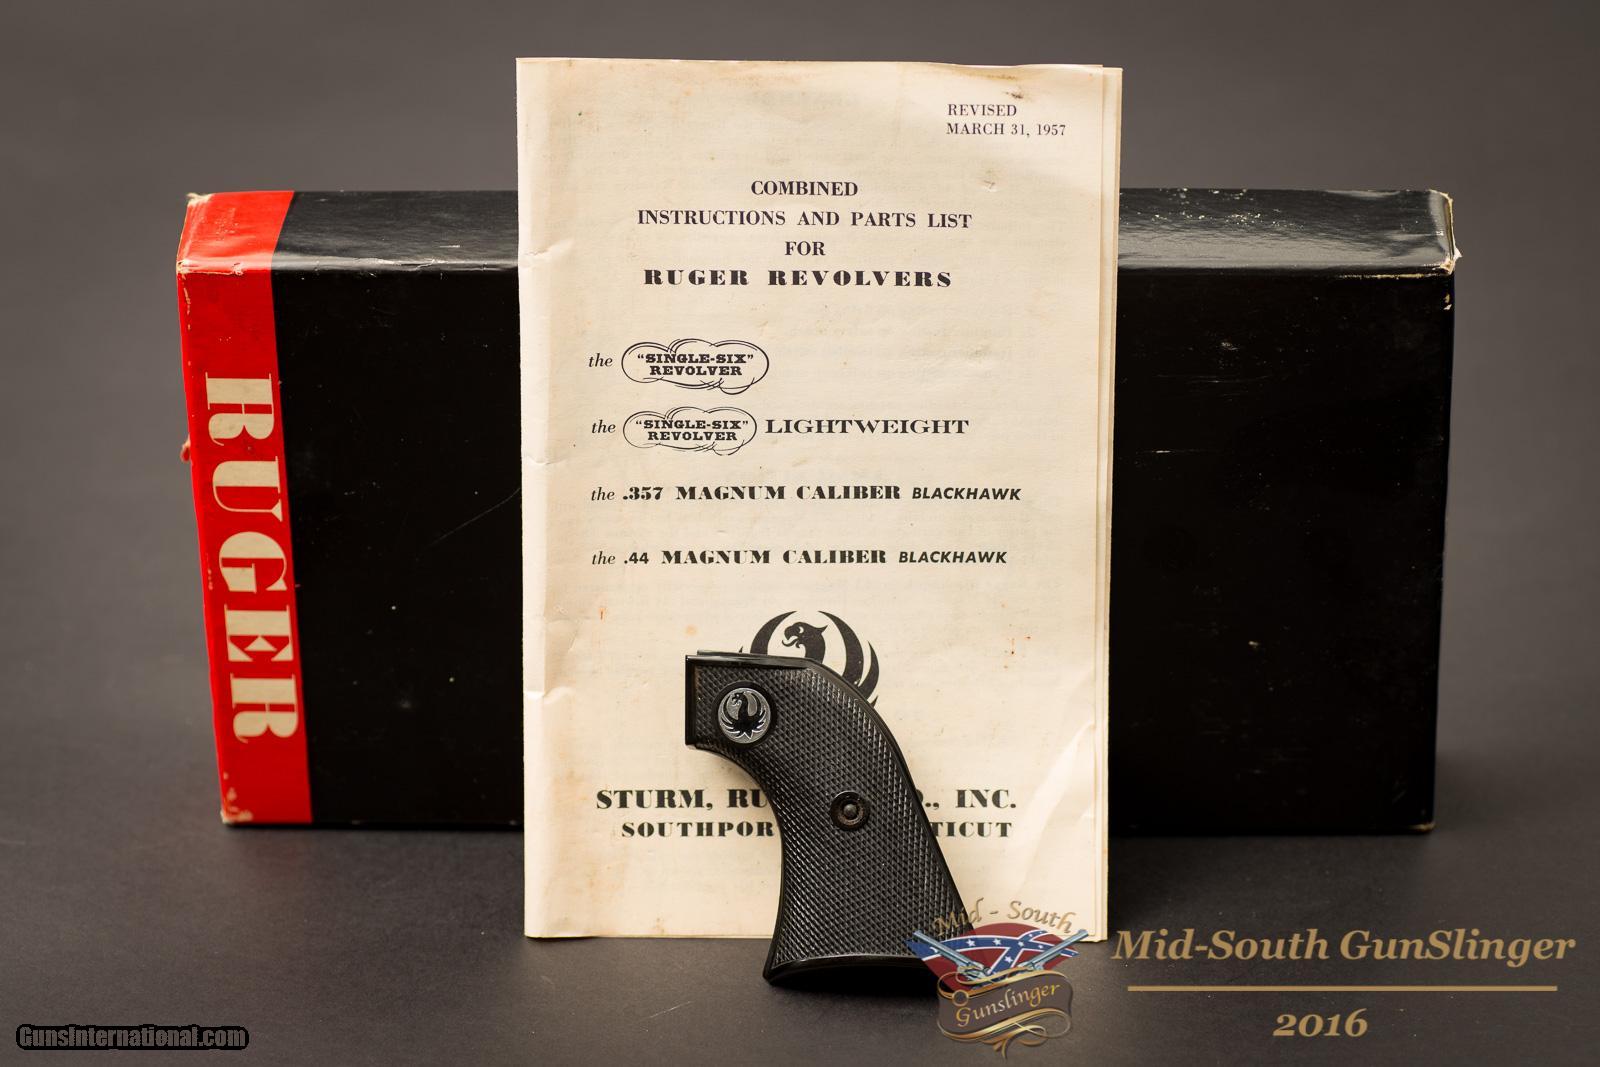 REVISED
MARCH 31, 1957
COMBINED
INSTRUCTIONS AND PARTS LIST
FOR
RUGER REVOLVERS
the "SINGLE-SIX"
REVOLVER
the "SINGLE-SIX"
REVOLVER LIGHTWEIGHT
the .357 MAGNUM CALIBER BLACKHAWK
the .44 MAGNUM CALIBER BLACKHAWK
STURM, RU O., INC.
SOUTHPOR TICUT
RUGER
Mid - South
Gunslinger
Mid-South GunSlinger
2016
GunsInternational.com